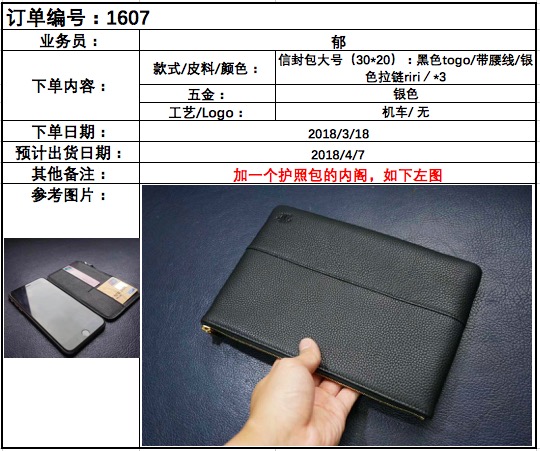 订单编号：1607
业务员： 郁
下单内容： 款式/皮料/颜色： 信封包大号（30*20）：黑色togo/带腰线/银
色拉链riri／*3
五金： 银色
工艺/Logo： 机车/ 无
下单日期： 2018/3/18
预计出货日期： 2018/4/7
其他备注： 加一个护照包的内阁，如下左图
参考图片：